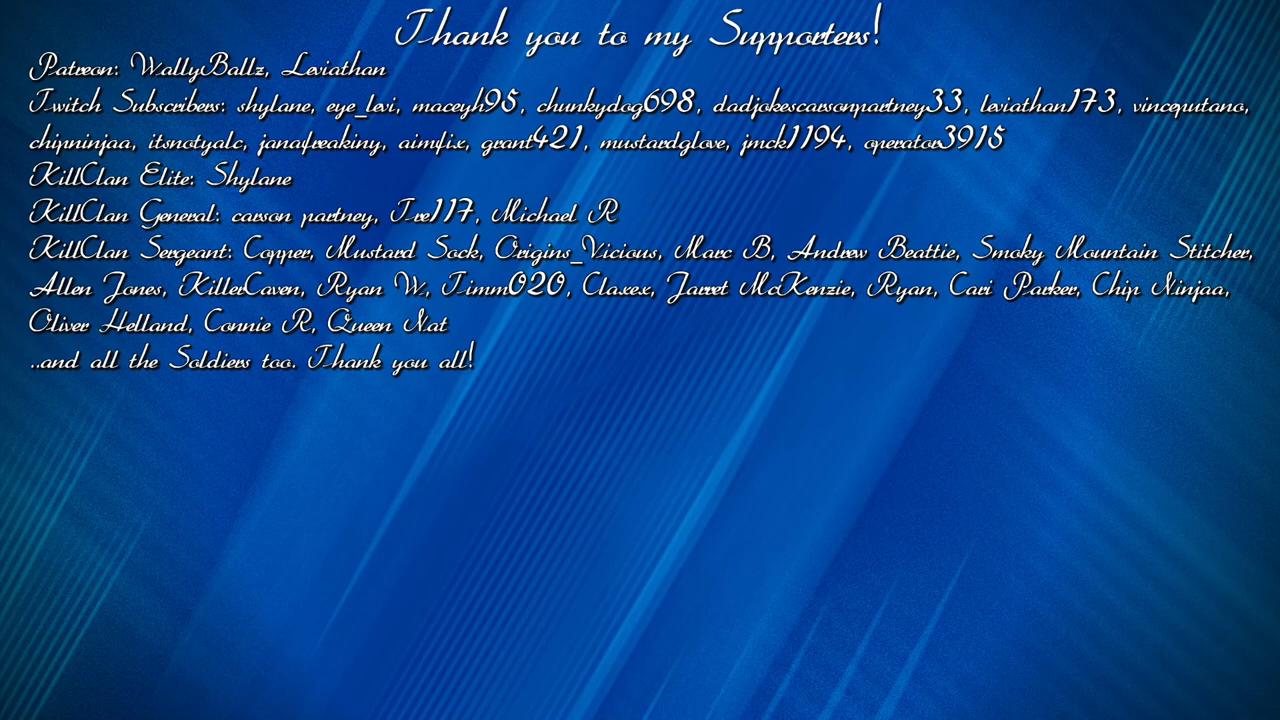 Thank you to my Supporters!
Patreon: WallyBallz, Leviathan
Twitch Subscribers: shylane, eye_levi, maceyh95, chunkydog698, dadjokescarsonpartney33, leviathan173, vinceputano,
chipninjaa, itsnotyalc, janafreakiny, aimfix, grant421, mustardglove, jmck1194, operator3915
KillClan Elite: Shylane
KillClan General: carson partney, Tre117, Michael R
KillClan Sergeant: Copper, Mustard Sock, Origins_Vicious, Marc B, Andrew Beattie, Smoky Mountain Stitcher,
Allen Jones, KillerCaven, Ryan W, Timm020, Claxex, Jarret McKenzie, Ryan, Cari Parker, Chip Ninjaa,
Oliver Helland, Connie R, Queen Nat
..and all the Soldiers too. Thank you all!